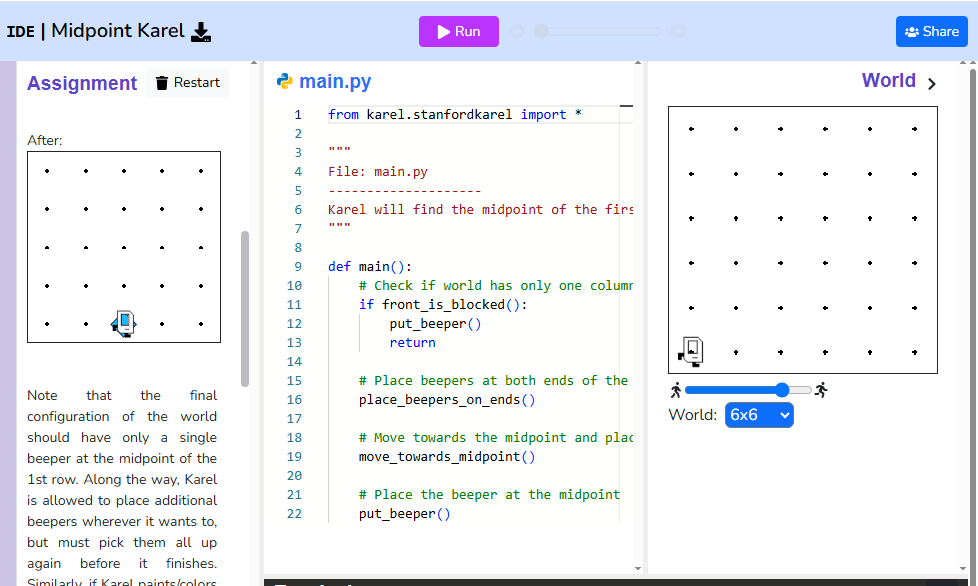 IDE | Midpoint Karel
Run
Share
Assignment
Restart
After:
Note that the final
configuration of the world
should have only a single
beeper at the midpoint of the
1st row. Along the way, Karel
is allowed to place additional
beepers wherever it wants to,
but must pick them all up
again before it finishes.
Similarly, if Karel paints/colors
main.py
1 from karel.stanfordkarel import *
2
3 """
4 File: main.py
5 --------------------
6 Karel will find the midpoint of the firs
7 """
8
9 def main():
10 # Check if world has only one column
11 if front_is_blocked():
12 put_beeper()
13 return
14
15 # Place beepers at both ends of the
16 place_beepers_on_ends()
17
18 # Move towards the midpoint and plac
19 move_towards_midpoint()
20
21 # Place the beeper at the midpoint
22 put_beeper()
World
World: 6x6